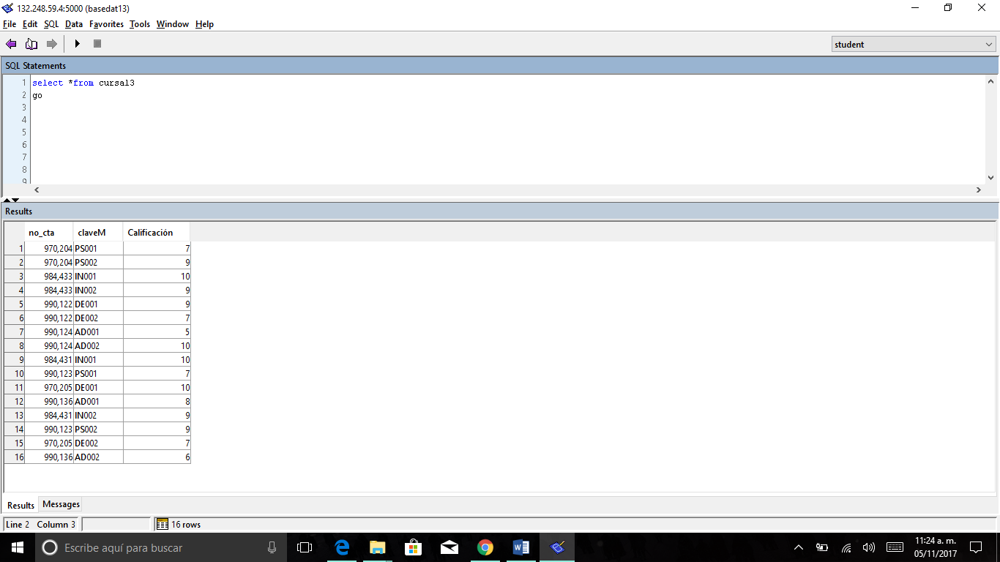 132.248.59.4:5000 (basedat13)
File Edit SQL Data Favorites Tools Window Help
student
SQL Statements
1 select *from cursa13
2 go
3
4
5
6
7
8
9
Results
no_cta claveM Calificación
1 970,204 PS001 7
2 970,204 PS002 9
3 984,433 IN001 10
4 984,433 IN002 9
5 990,122 DE001 9
6 990,122 DE002 7
7 990,124 AD001 5
8 990,124 AD002 10
9 984,431 IN001 10
10 990,123 PS001 7
11 970,205 DE001 10
12 990,136 AD001 8
13 984,431 IN002 9
14 990,123 PS002 9
15 970,205 DE002 7
16 990,136 AD002 6
Results Messages
Line 2 Column 3 16 rows
Escribe aquí para buscar
11:24 a. m.
05/11/2017